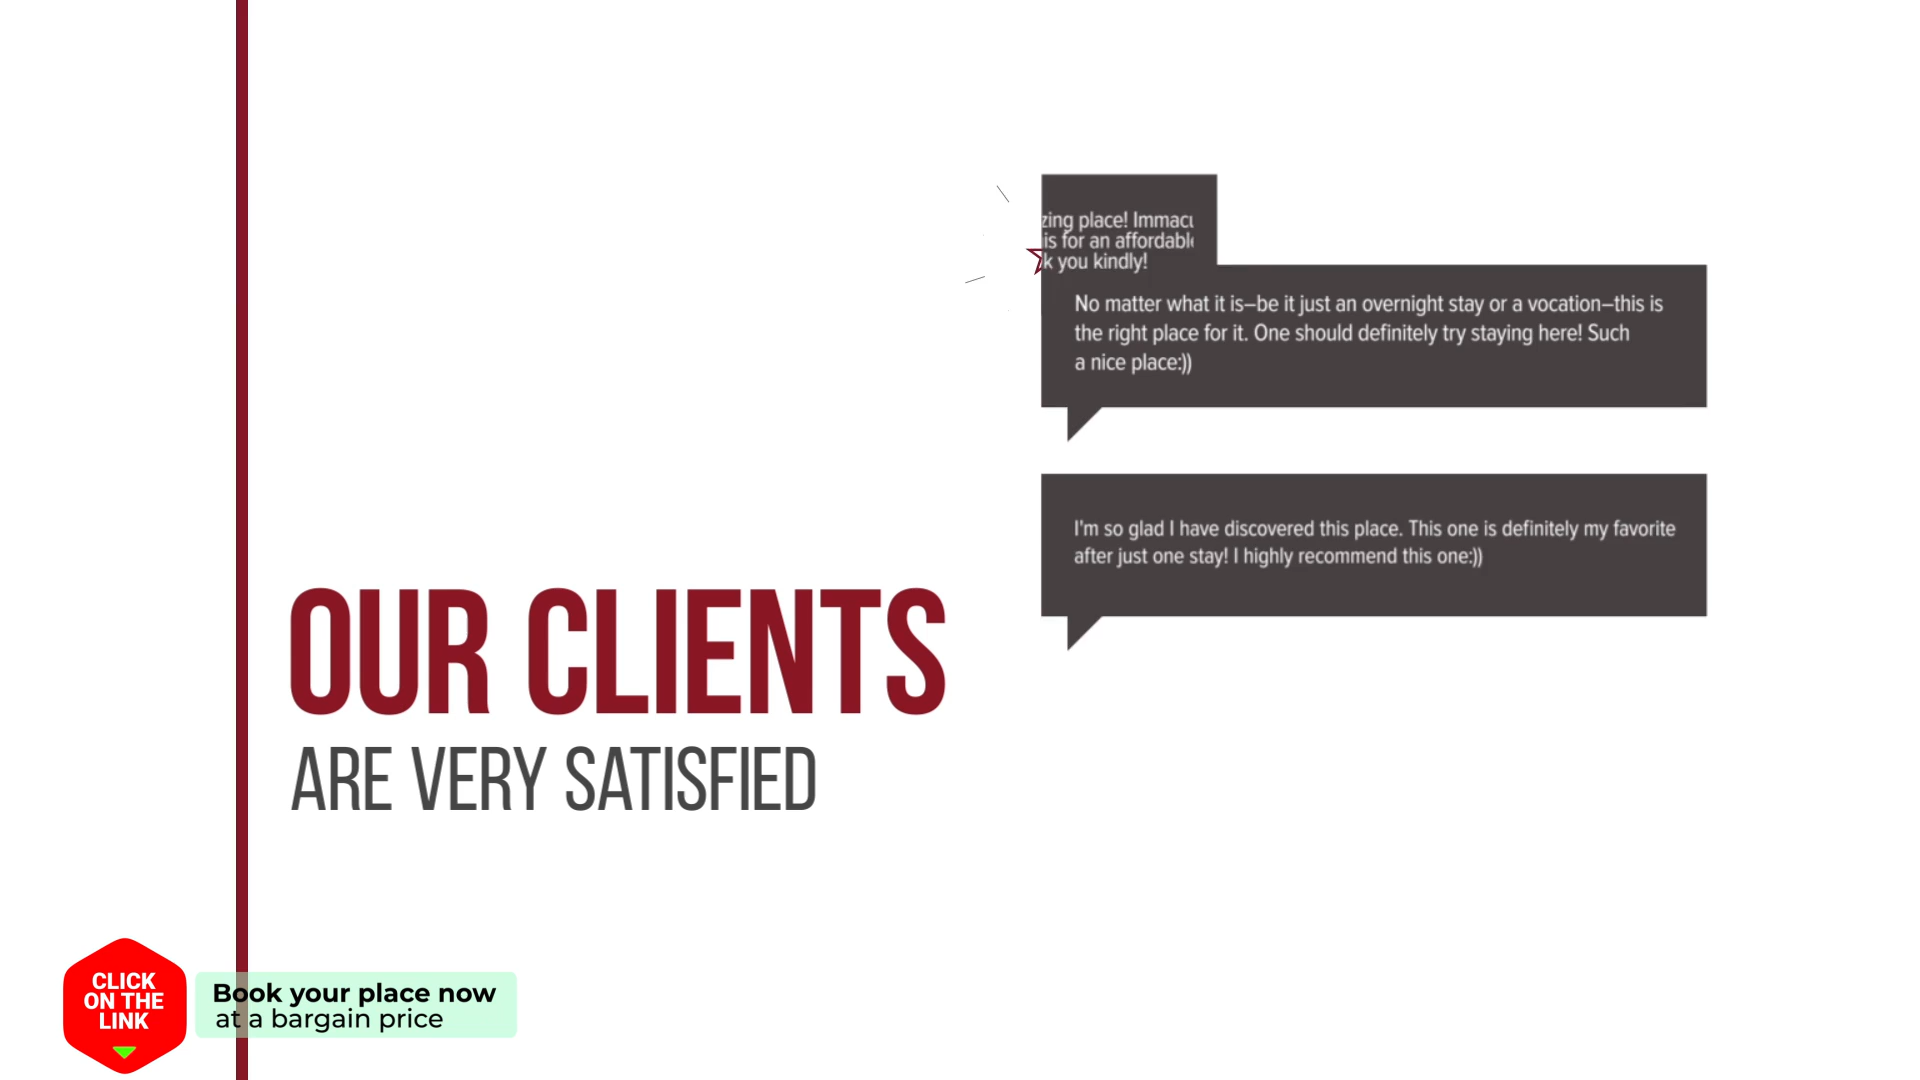 place! Immacu
is for an affordable
k you kindly!
No matter what it is—be it just an overnight stay or a vocation—this is
the right place for it. One should definitely try staying here! Such
a nice place:))
I'm so glad I have discovered this place. This one is definitely my favorite
after just one stay! I highly recommend this one:))
OUR CLIENTS
ARE VERY SATISFIED
CLICK
ON THE
LINK
Book your place now
at a bargain price